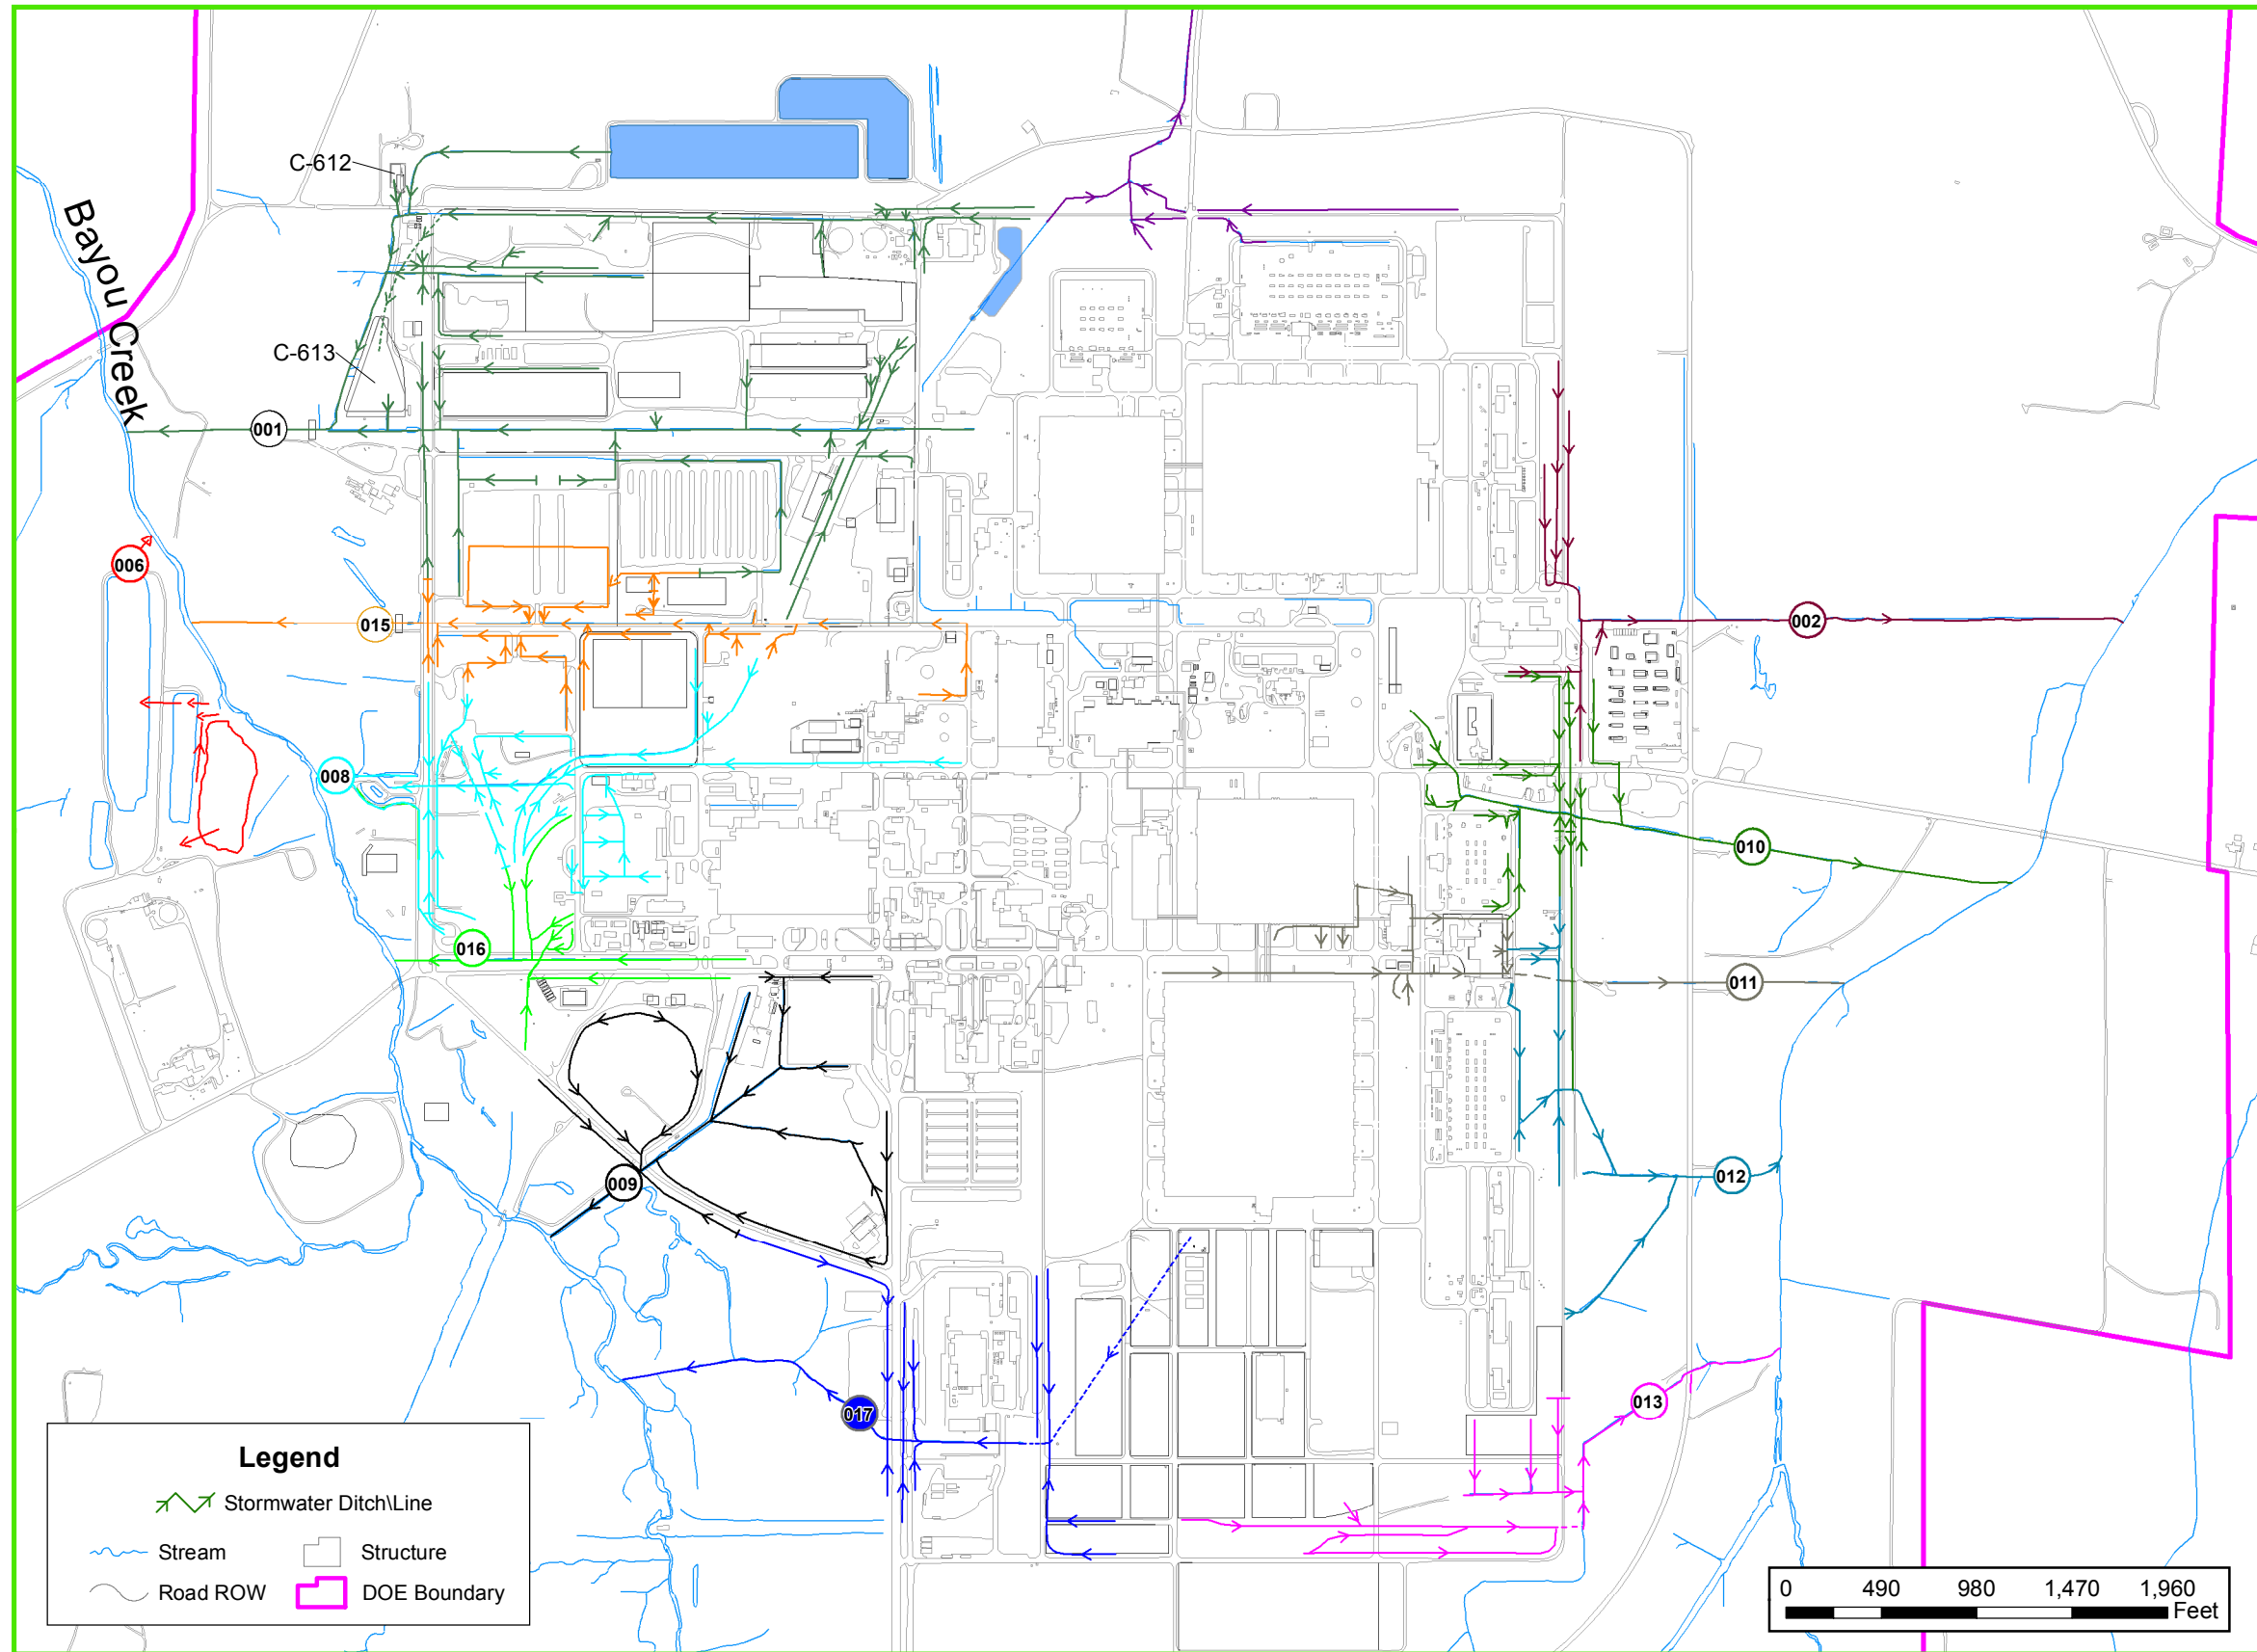 C-612
Bayou Creek
C-613
001
006
015
002
008
010
016
011
009
012
017
013
Legend
Stormwater Ditch\Line
Stream
Structure
Road ROW
DOE Boundary
0 490 980 1,470 1,960
Feet